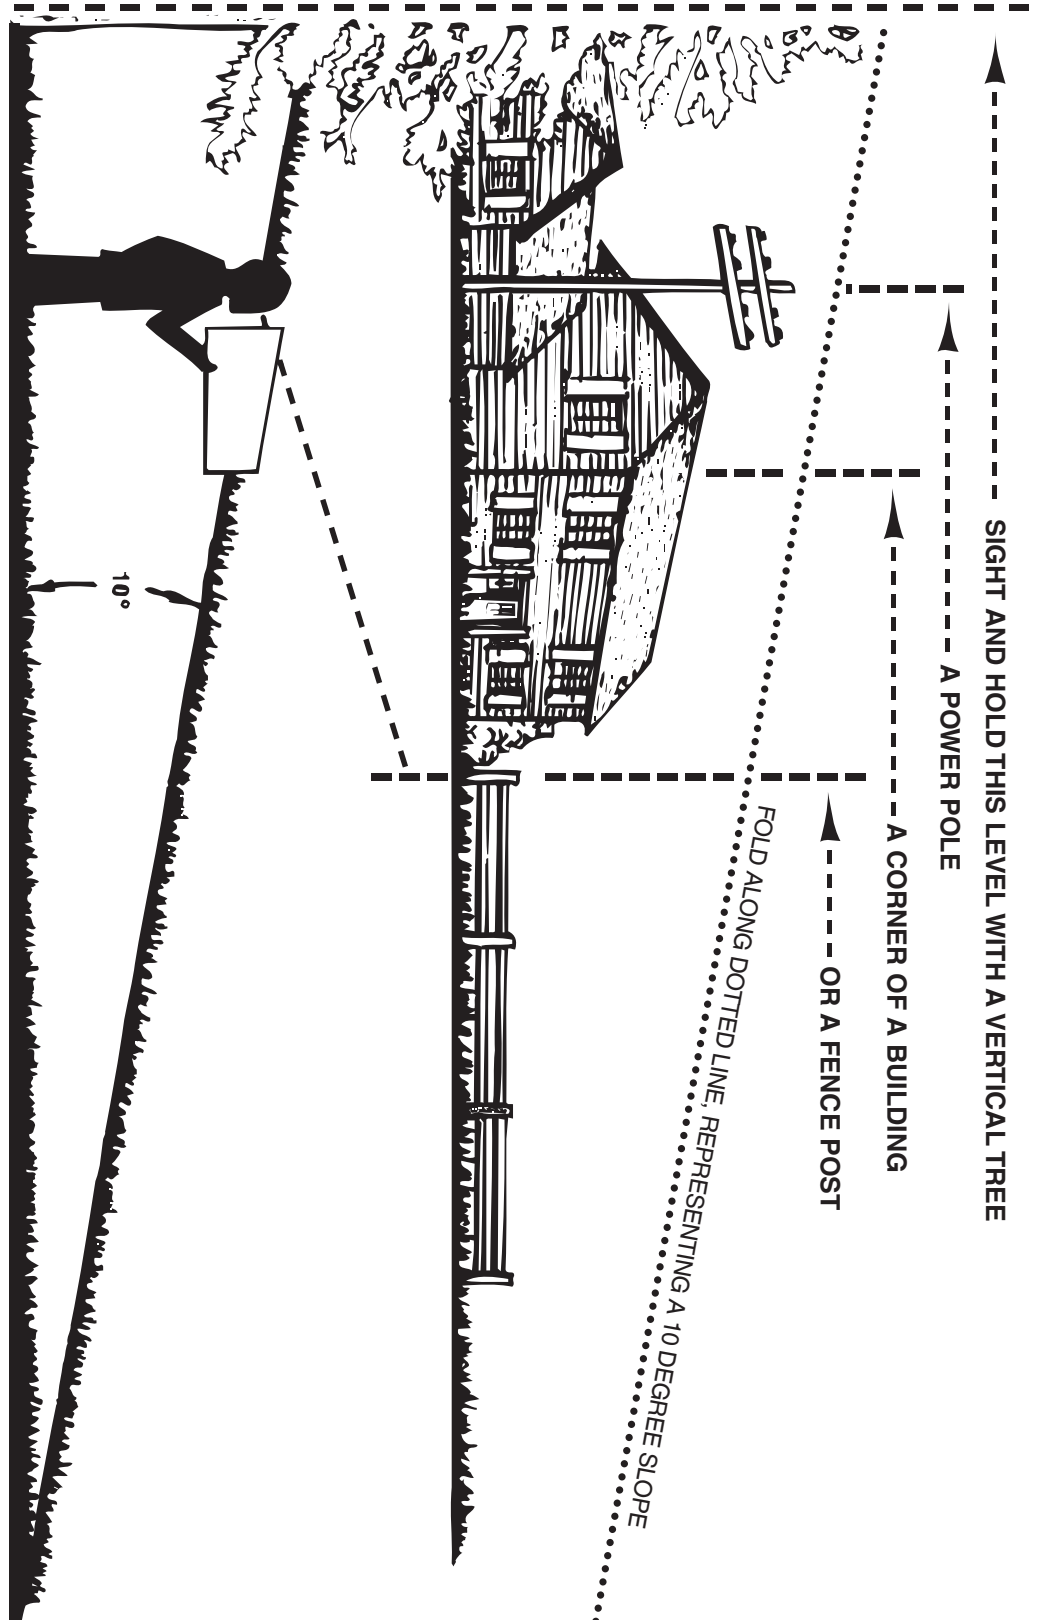 SIGHT AND HOLD THIS LEVEL WITH A VERTICAL TREE
A POWER POLE
A CORNER OF A BUILDING
OR A FENCE POST
FOLD ALONG DOTTED LINE, REPRESENTING A 10 DEGREE SLOPE
10°